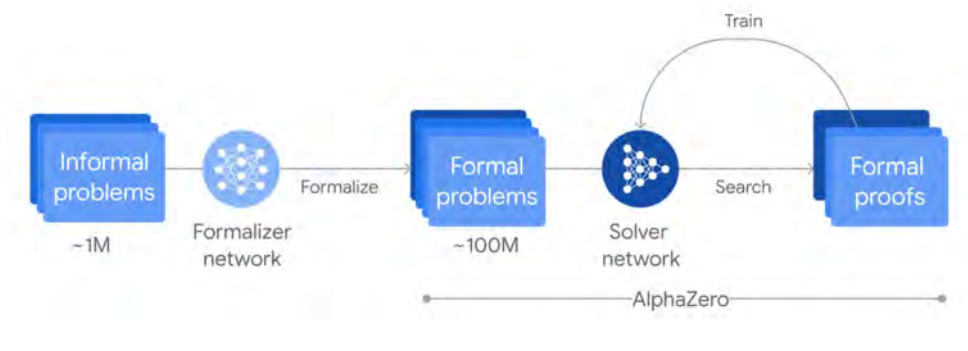 Train
Informal
problems
~1M
Formalizer
network
Formalize
Formal
problems
~100M
Solver
network
Search
Formal
proofs
AlphaZero